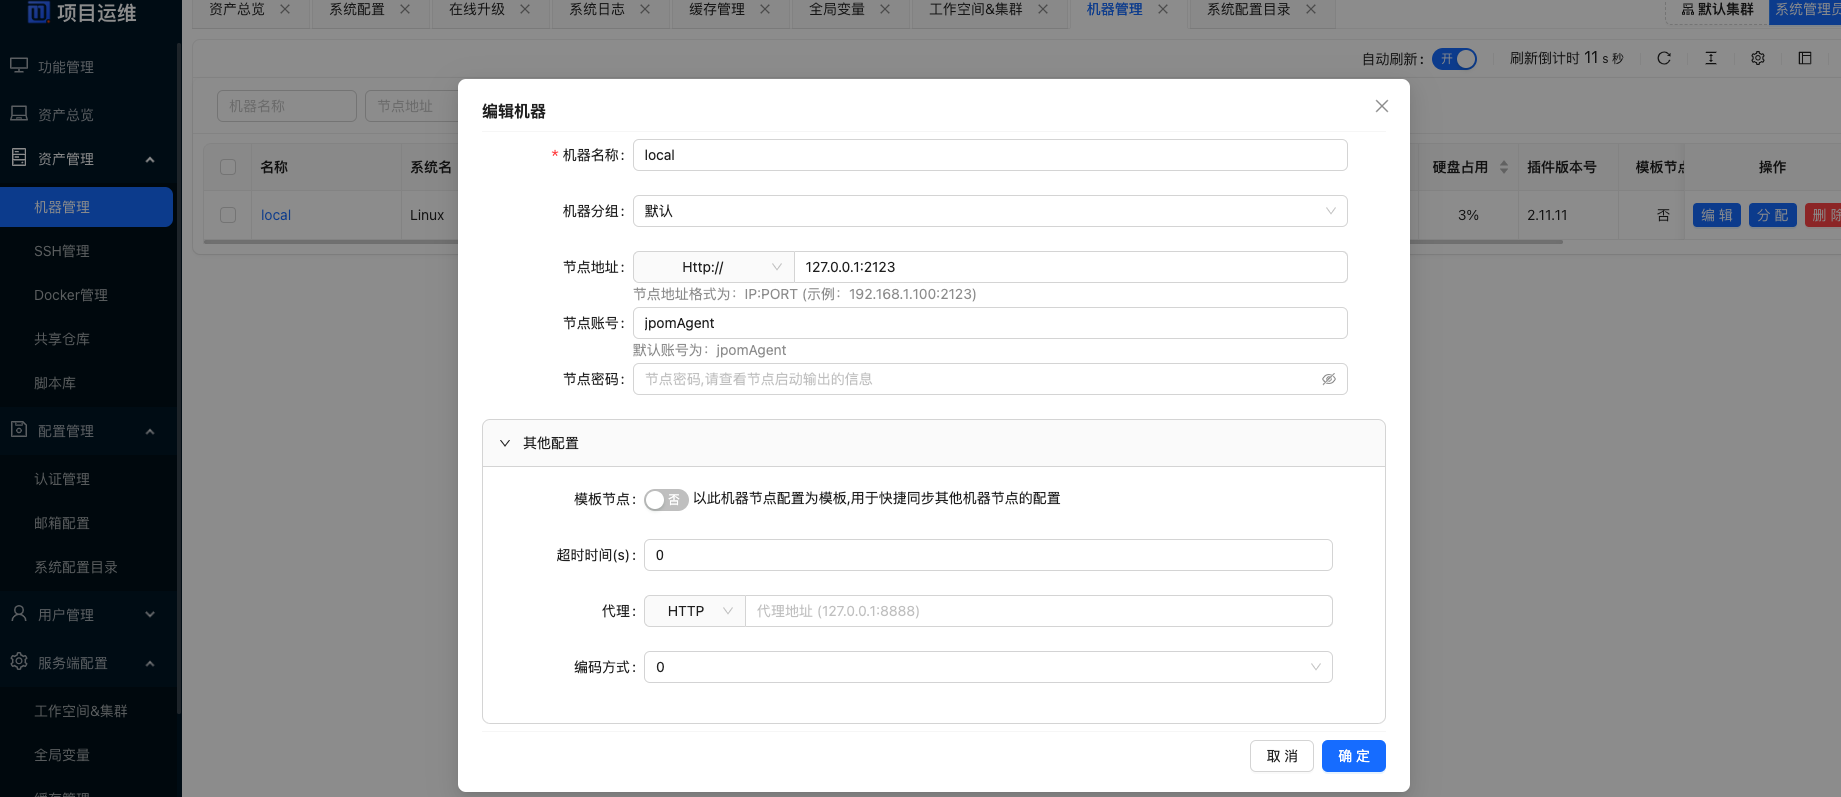 项目运维
资产总览
系统配置
在线升级
系统日志
缓存管理
全局变量
工作空间&集群
机器管理
系统配置目录
默认集群
系统管理员
功能管理
资产总览
资产管理
机器管理
SSH管理
Docker管理
共享仓库
脚本库
配置管理
认证管理
邮箱配置
系统配置目录
用户管理
服务端配置
工作空间&集群
全局变量
缓存管理
自动刷新：
开
刷新倒计时 11 s 秒
机器名称
节点地址
名称
系统名
硬盘占用
插件版本号
模板节点
操作
local
Linux
3%
2.11.11
否
编 辑
分 配
删 除
编辑机器
* 机器名称：
local
机器分组：
默认
节点地址：
Http://
127.0.0.1:2123
节点地址格式为：IP:PORT (示例：192.168.1.100:2123)
节点账号：
jpomAgent
默认账号为：jpomAgent
节点密码：
节点密码,请查看节点启动输出的信息
其他配置
模板节点：
否
以此机器节点配置为模板,用于快捷同步其他机器节点的配置
超时时间(s)：
0
代理：
HTTP
代理地址 (127.0.0.1:8888)
编码方式：
0
取 消
确 定